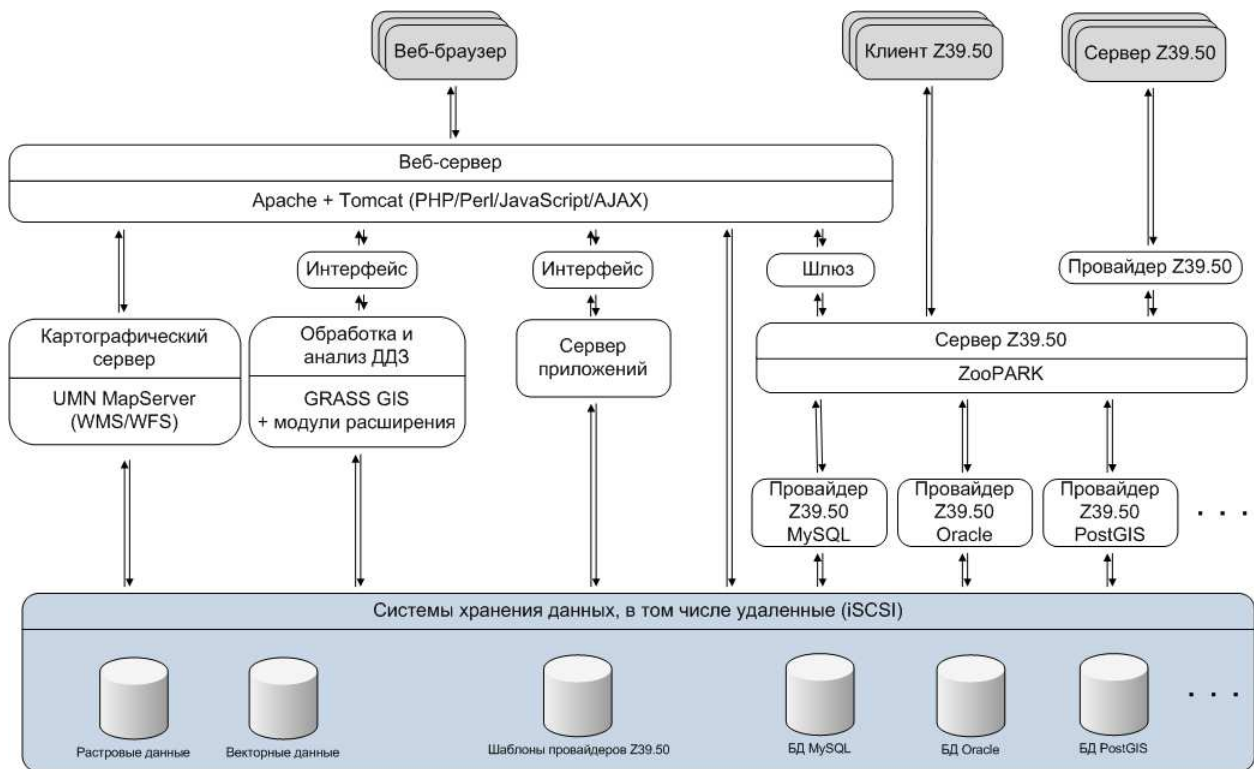 Веб-браузер
Клиент Z39.50
Сервер Z39.50
Веб-сервер
Apache + Tomcat (PHP/Perl/JavaScript/AJAX)
Интерфейс
Интерфейс
Шлюз
Провайдер Z39.50
Картографический
сервер
UMN MapServer
(WMS/WFS)
Обработка и
анализ ДДЗ
GRASS GIS
+ модули расширения
Сервер
приложений
Сервер Z39.50
ZooPARK
Провайдер
Z39.50
MySQL
Провайдер
Z39.50
Oracle
Провайдер
Z39.50
PostGIS
. . .
Системы хранения данных, в том числе удаленные (iSCSI)
Растровые данные
Векторные данные
Шаблоны провайдеров Z39.50
БД MySQL
БД Oracle
БД PostGIS
. . .